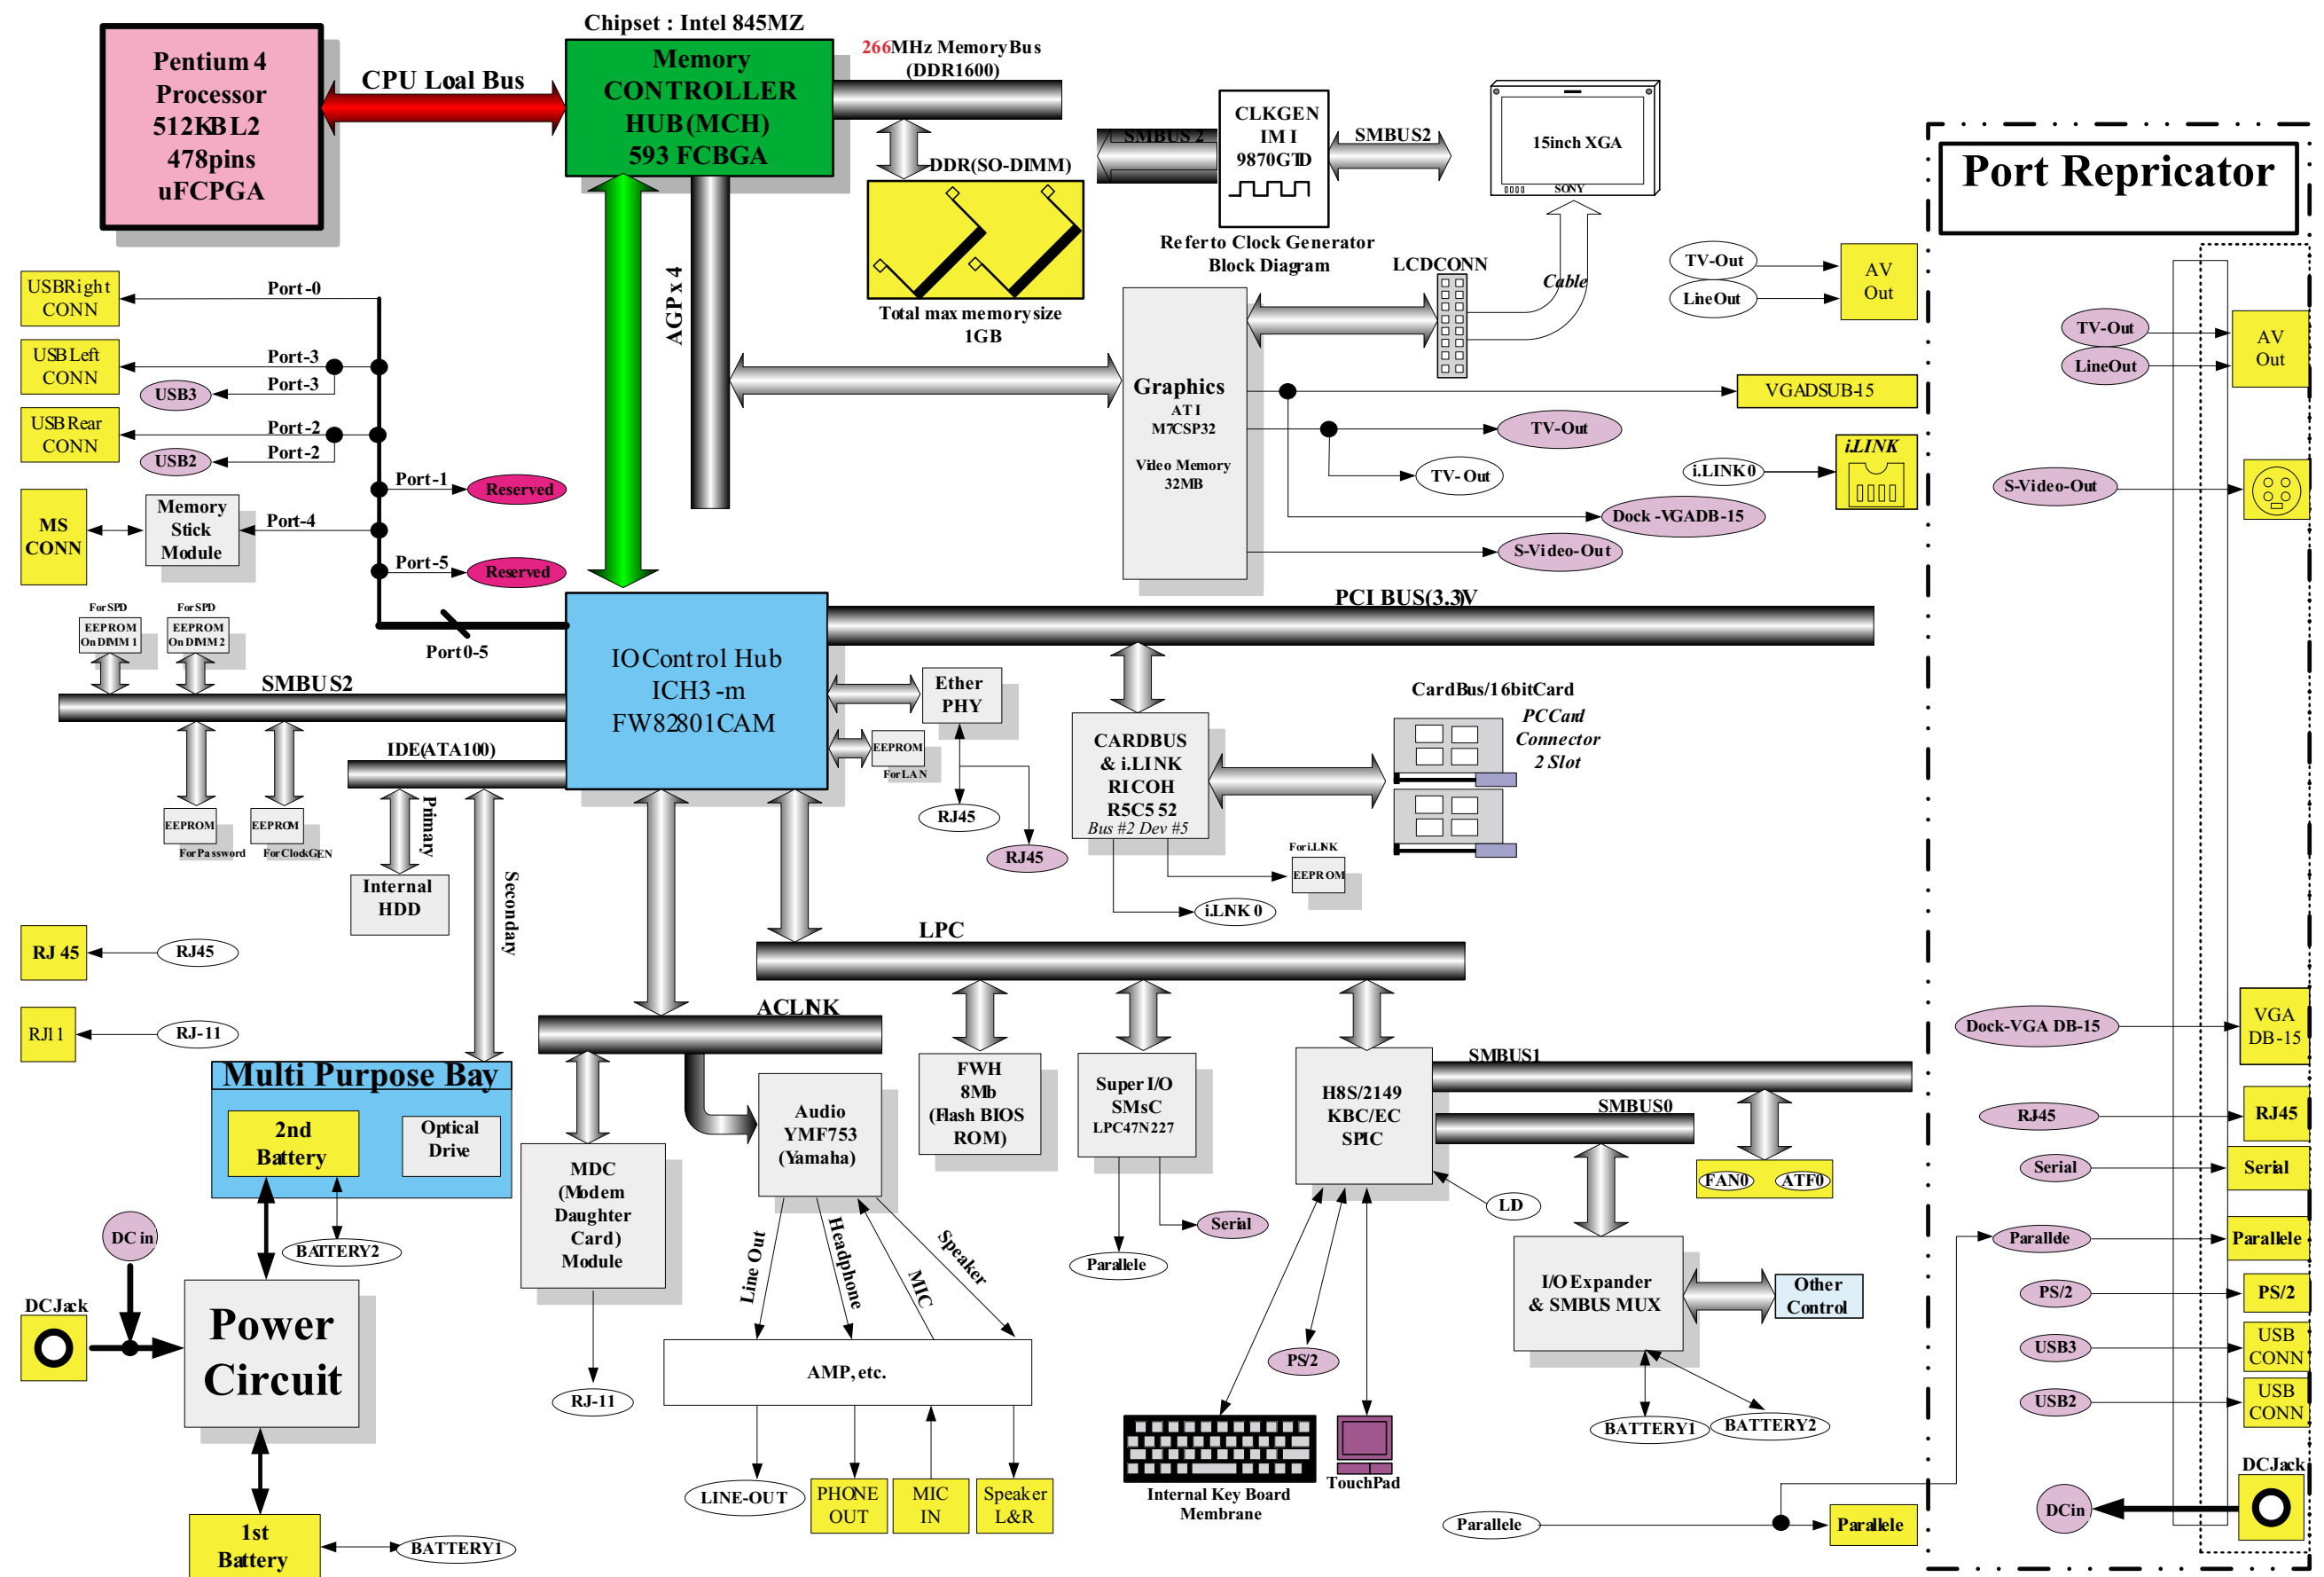 Chipset : Intel 845MZ
Pentium 4
Processor
512KB L2
478pins
uFCPGA
CPU Loal Bus
Memory
CONTROLLER
HUB(MCH)
593 FCBGA
266MHz MemoryBus
(DDR1600)
DDR(SO-DIMM)
Total max memorysize
1GB
AGP x 4
SMBUS 2
CLKGEN
IM I
9870GTD
SMBUS2
Refer to Clock Generator
Block Diagram
15inch XGA
SONY
LCDCONN
Cable
TV-Out
LineOut
AV
Out
Port Repricator
USBRight
CONN
Port-0
USB Left
CONN
Port-3
Port-3
USB3
USB Rear
CONN
Port-2
Port-2
USB2
Port-1
Reserved
MS
CONN
Memory
Stick
Module
Port-4
Port-5
Reserved
Port0-5
Graphics
ATI
M7CSP32
Video Memory
32MB
VGADSUB-15
TV-Out
TV-Out
Dock -VGADB-15
S-Video-Out
i.LINK0
i.LINK
TV-Out
LineOut
AV
Out
S-Video-Out
For SPD
EEPROM
On DIMM 1
For SPD
EEPROM
On DIMM 2
SMBUS2
EEPROM
For Password
EEPROM
For ClockGEN
IDE(ATA100)
Primary
Secondary
Internal
HDD
IO Control Hub
ICH3 -m
FW82801CAM
PCI BUS(3.3)V
Ether
PHY
EEPROM
For LAN
RJ45
RJ45
CARDBUS
& i.LINK
RICOH
R5C5 52
Bus #2 Dev #5
CardBus/16bitCard
PCCard
Connector
2 Slot
For i.LINK
EEPROM
i.LINK 0
LPC
RJ 45
RJ45
RJ11
RJ-11
Multi Purpose Bay
2nd
Battery
Optical
Drive
DC in
BATTERY2
DCJack
Power
Circuit
1st
Battery
BATTERY1
ACLINK
MDC
(Modem
Daughter
Card)
Module
RJ-11
Audio
YMF753
(Yamaha)
Line Out
Headphone
MIC
Speaker
AMP, etc.
LINE-OUT
PHONE
OUT
MIC
IN
Speaker
L&R
FWH
8Mb
(Flash BIOS
ROM)
Super I/O
SMsC
LPC47N227
Parallele
Serial
H8S/2149
KBC/EC
SPIC
SMBUS1
SMBUS0
LD
FAN0
ATF0
PS/2
Internal Key Board
Membrane
TouchPad
I/O Expander
& SMBUS MUX
Other
Control
BATTERY1
BATTERY2
Parallele
Parallele
Dock-VGA DB-15
VGA
DB-15
RJ45
RJ45
Serial
Serial
Parallele
Parallele
PS/2
PS/2
USB3
USB
CONN
USB2
USB
CONN
DCJack
DCin